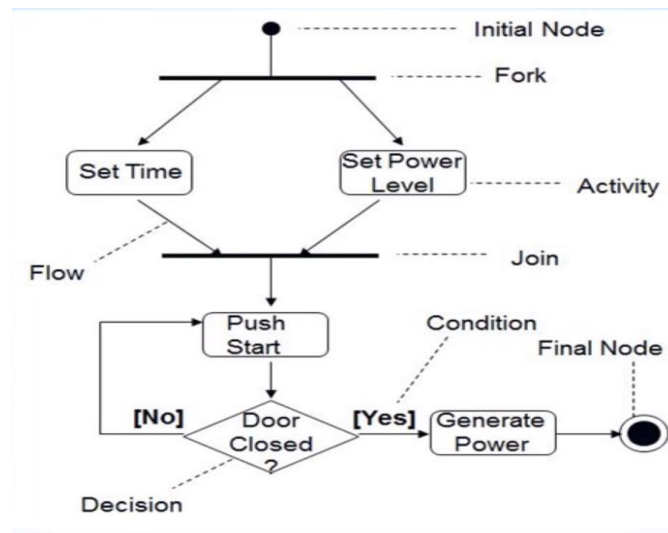 Initial Node
Fork
Set Time
Set Power
Level
Activity
Flow
Join
Push
Start
Condition
Final Node
[No]
Door
Closed
?
[Yes]
Generate
Power
Decision